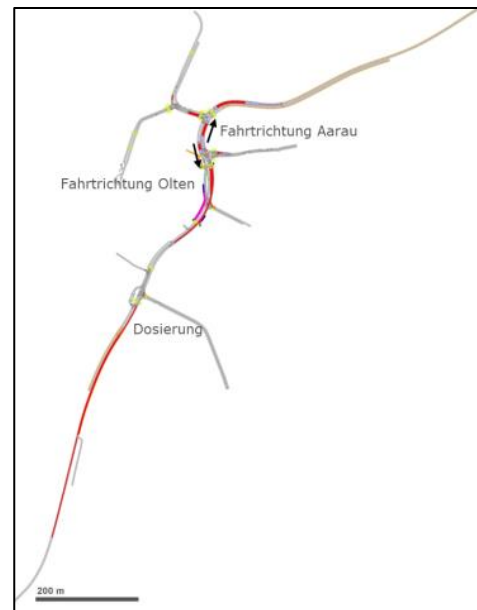 Fahrtrichtung Aarau
Fahrtrichtung Olten
Dosierung
200 m